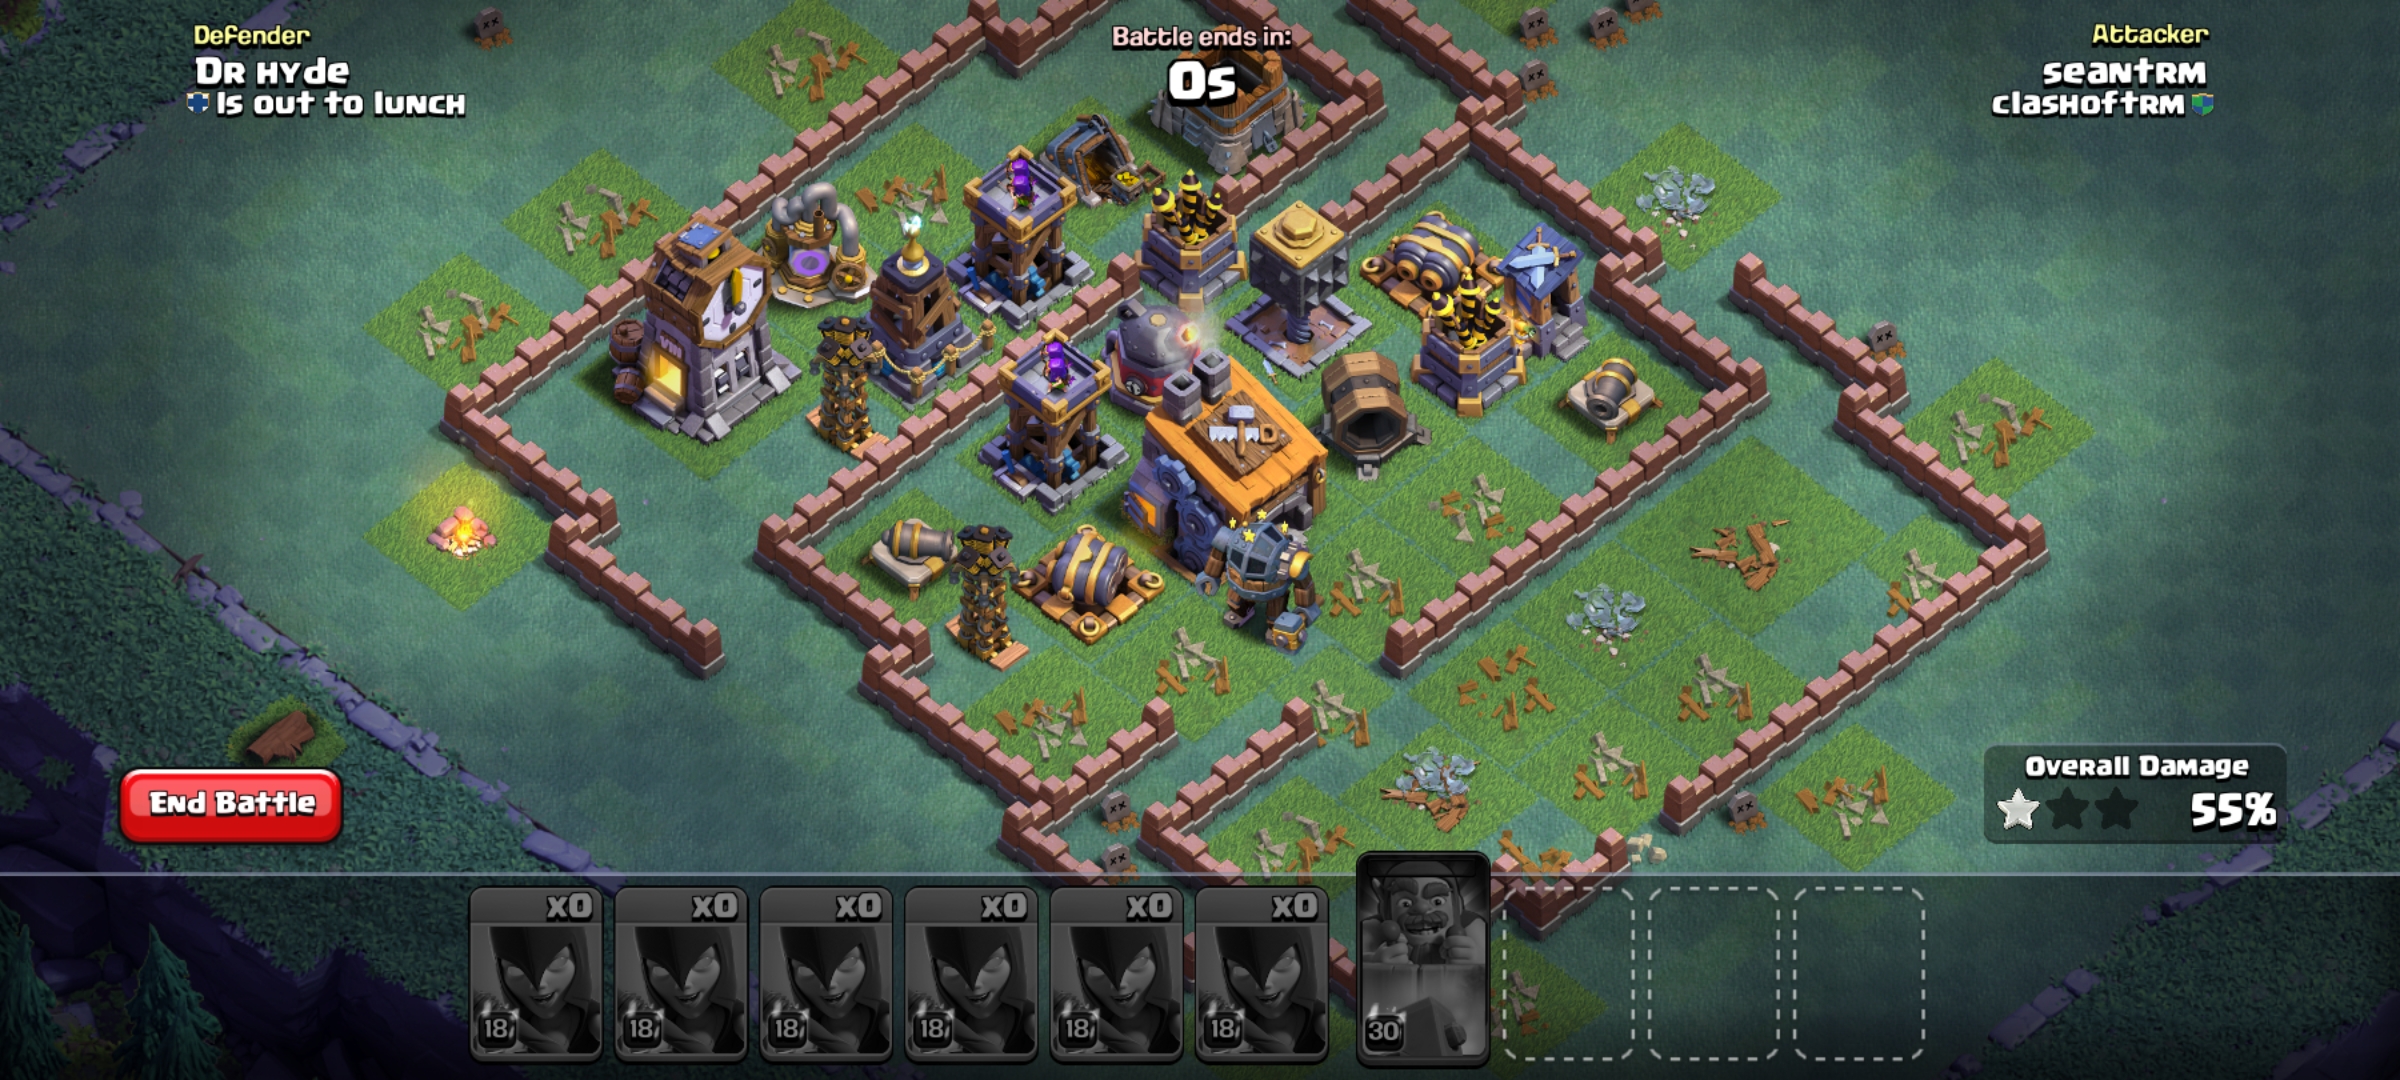 Defender
Dr Hyde
Is out to lunch
Battle ends in:
0s
Attacker
seantRM
clashoftRM
VIII
D
End Battle
Overall Damage
55%
x0
x0
x0
x0
x0
x0
18
18
18
18
18
18
30